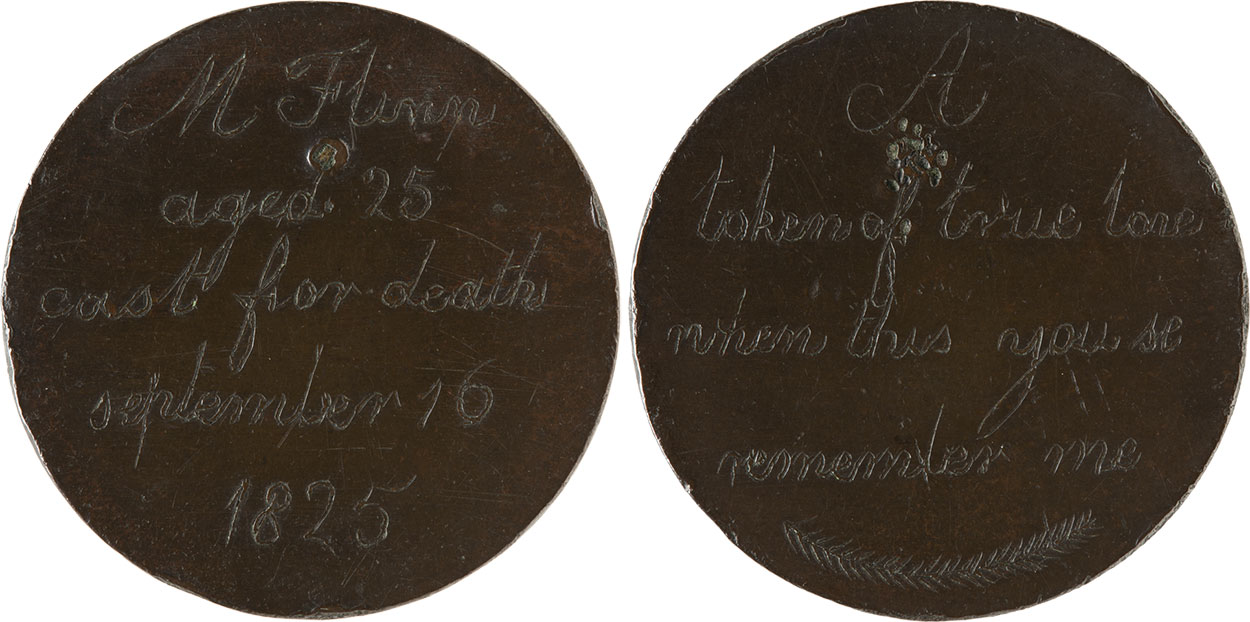 M Flinn
aged 25
cast for death
september 16
1825
A
token of true love
when this you se
remember me